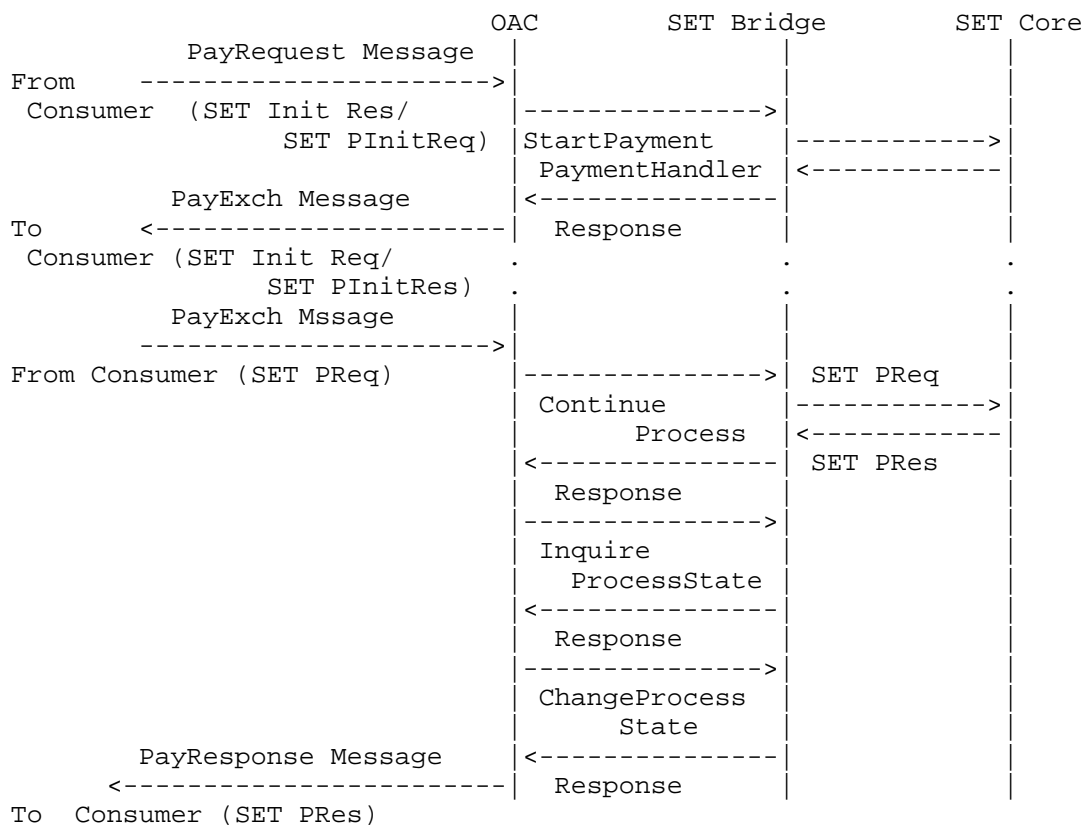 OAC SET Bridge SET Core
PayRequest Message | | |
From ---------------------->| | |
Consumer (SET Init Res/ |--------------->| |
SET PInitReq) |StartPayment |------------>|
| PaymentHandler |<------------|
PayExch Message |<---------------| |
To <----------------------| Response | |
Consumer (SET Init Req/ . . .
SET PInitRes) . . .
PayExch Mssage | | |
---------------------->| | |
From Consumer (SET PReq) |--------------->| SET PReq |
| Continue |------------>|
| Process |<------------|
|<---------------| SET PRes |
| Response | |
|--------------->| |
| Inquire | |
| ProcessState | |
|<---------------| |
| Response | |
|--------------->| |
| ChangeProcess | |
| State | |
PayResponse Message |<---------------| |
<------------------------| Response | |
To Consumer (SET PRes)